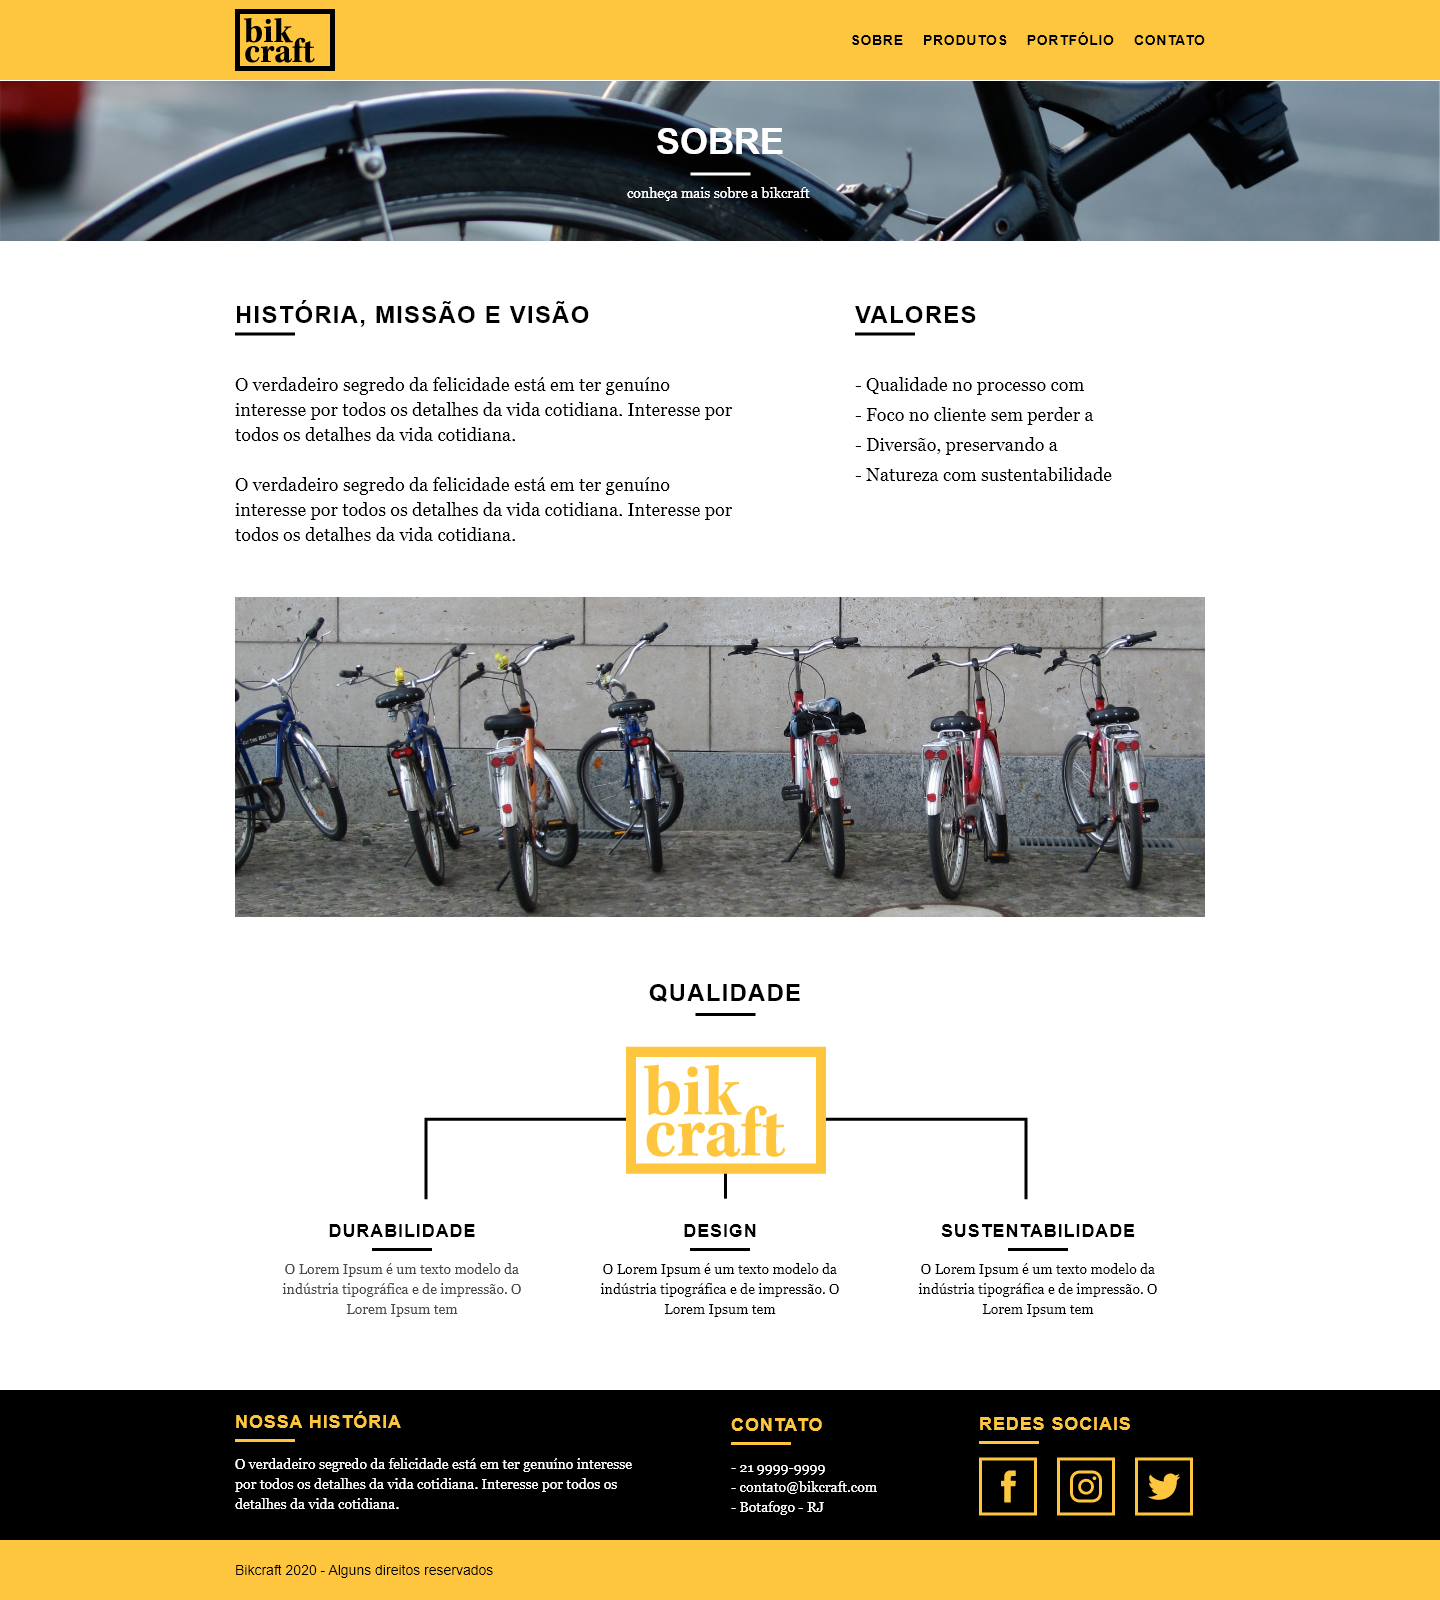 bik
craft
SOBRE PRODUTOS PORTFÓLIO CONTATO
SOBRE
conheça mais sobre a bikcraft
HISTÓRIA, MISSÃO E VISÃO
O verdadeiro segredo da felicidade está em ter genuíno
interesse por todos os detalhes da vida cotidiana. Interesse por
todos os detalhes da vida cotidiana.
O verdadeiro segredo da felicidade está em ter genuíno
interesse por todos os detalhes da vida cotidiana. Interesse por
todos os detalhes da vida cotidiana.
VALORES
- Qualidade no processo com
- Foco no cliente sem perder a
- Diversão, preservando a
- Natureza com sustentabilidade
QUALIDADE
bik
craft
DURABILIDADE
O Lorem Ipsum é um texto modelo da
indústria tipográfica e de impressão. O
Lorem Ipsum tem
DESIGN
O Lorem Ipsum é um texto modelo da
indústria tipográfica e de impressão. O
Lorem Ipsum tem
SUSTENTABILIDADE
O Lorem Ipsum é um texto modelo da
indústria tipográfica e de impressão. O
Lorem Ipsum tem
NOSSA HISTÓRIA
O verdadeiro segredo da felicidade está em ter genuíno interesse
por todos os detalhes da vida cotidiana. Interesse por todos os
detalhes da vida cotidiana.
CONTATO
- 21 9999-9999
- contato@bikcraft.com
- Botafogo - RJ
REDES SOCIAIS
Bikcraft 2020 - Alguns direitos reservados